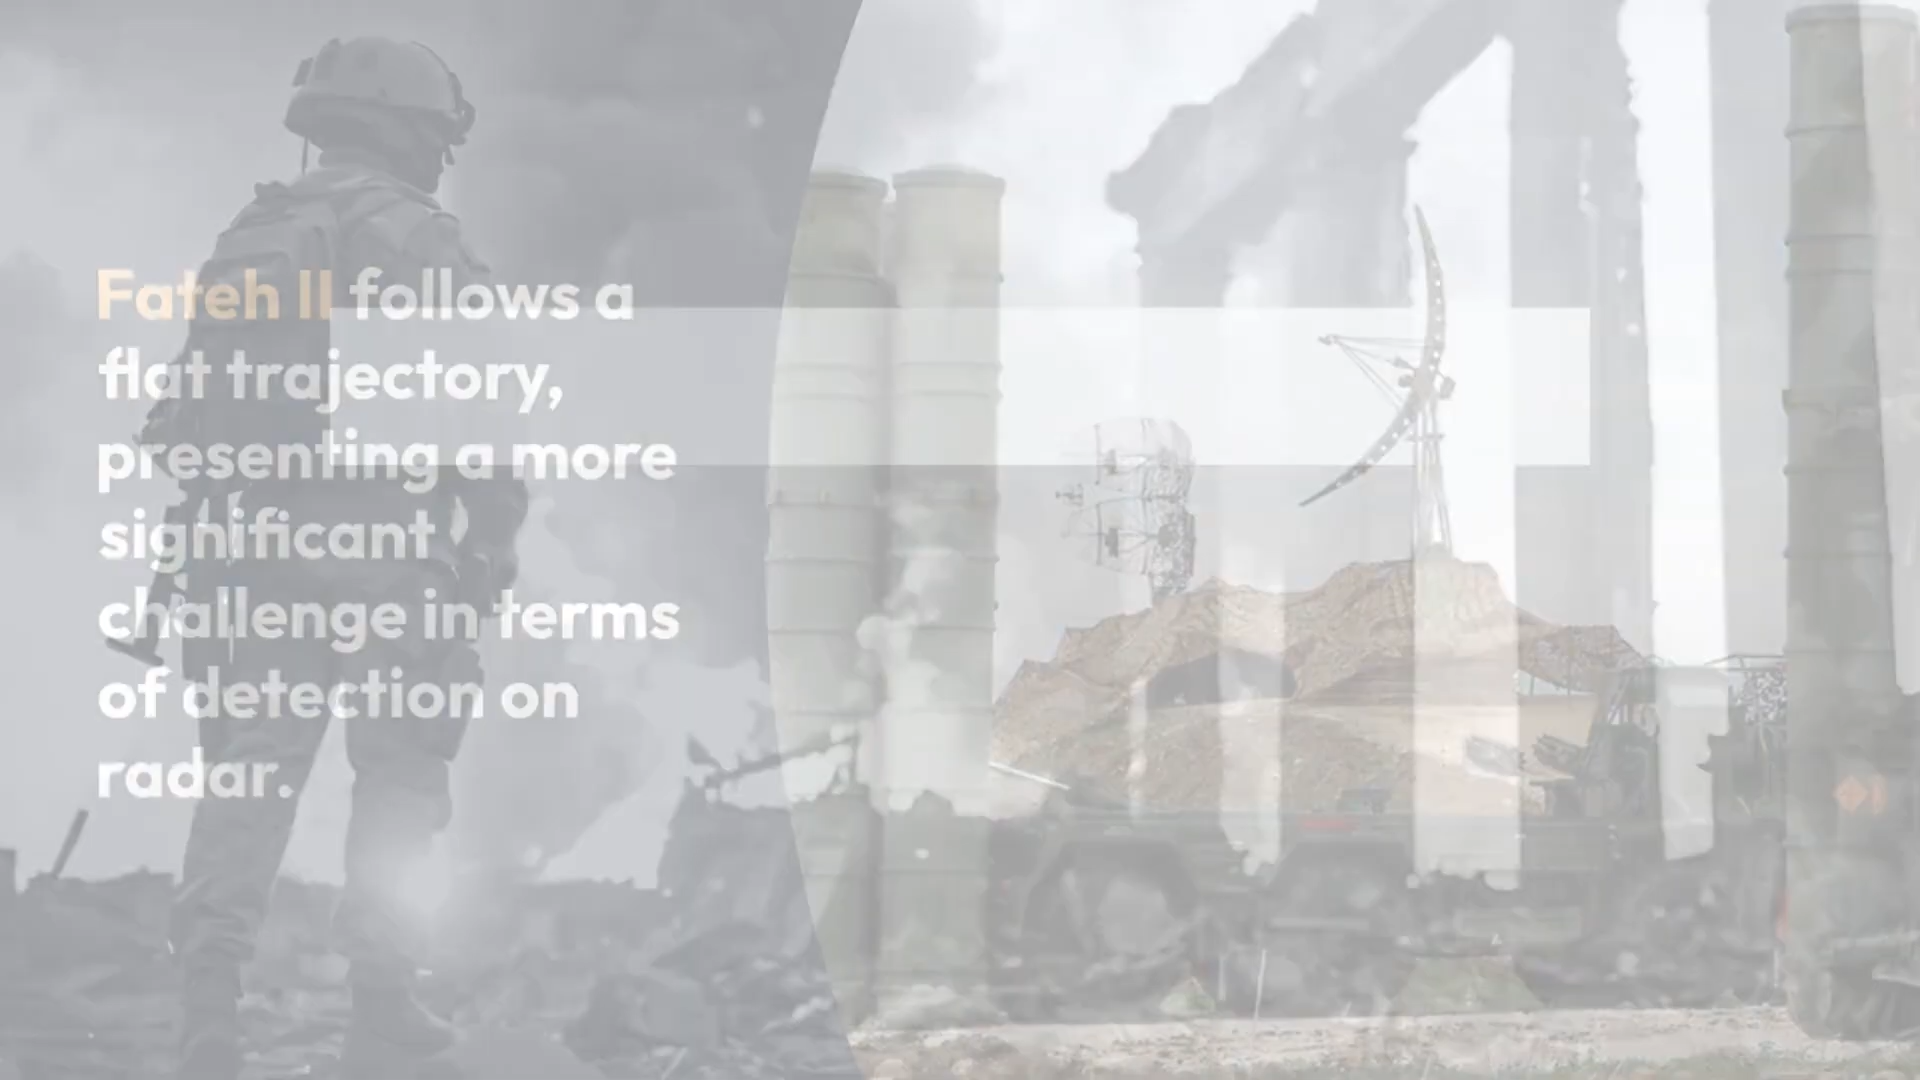 Fateh II follows a
flat trajectory,
presenting a more
significant
challenge in terms
of detection on
radar.